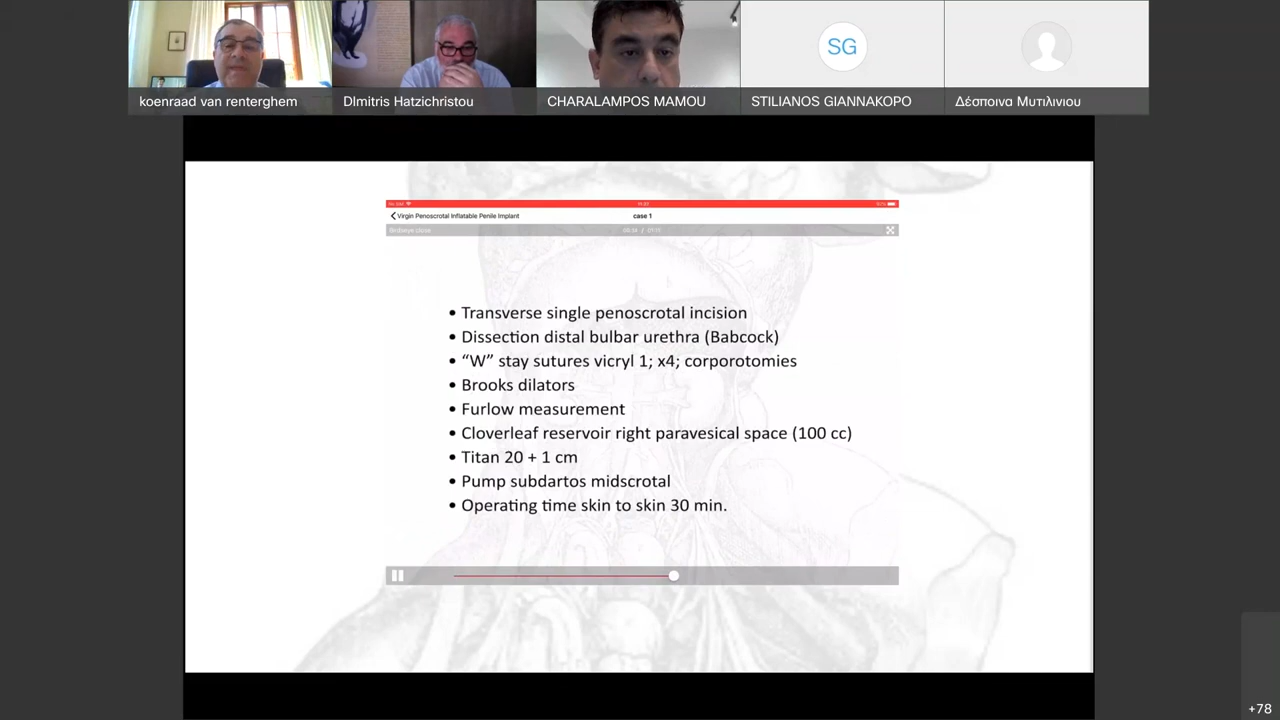 koenraad van renterghem
DImitris Hatzichristou
CHARALAMPOS MAMOU
SG
STILIANOS GIANNAKOPO
Δέσποινα Μυτιλινιου
Virgin Penoscrotal Inflatable Penile Implant
case 1
• Transverse single penoscrotal incision
• Dissection distal bulbar urethra (Babcock)
• “W” stay sutures vicryl 1; x4; corporotomies
• Brooks dilators
• Furlow measurement
• Cloverleaf reservoir right paravesical space (100 cc)
• Titan 20 + 1 cm
• Pump subdartos midscrotal
• Operating time skin to skin 30 min.
+78